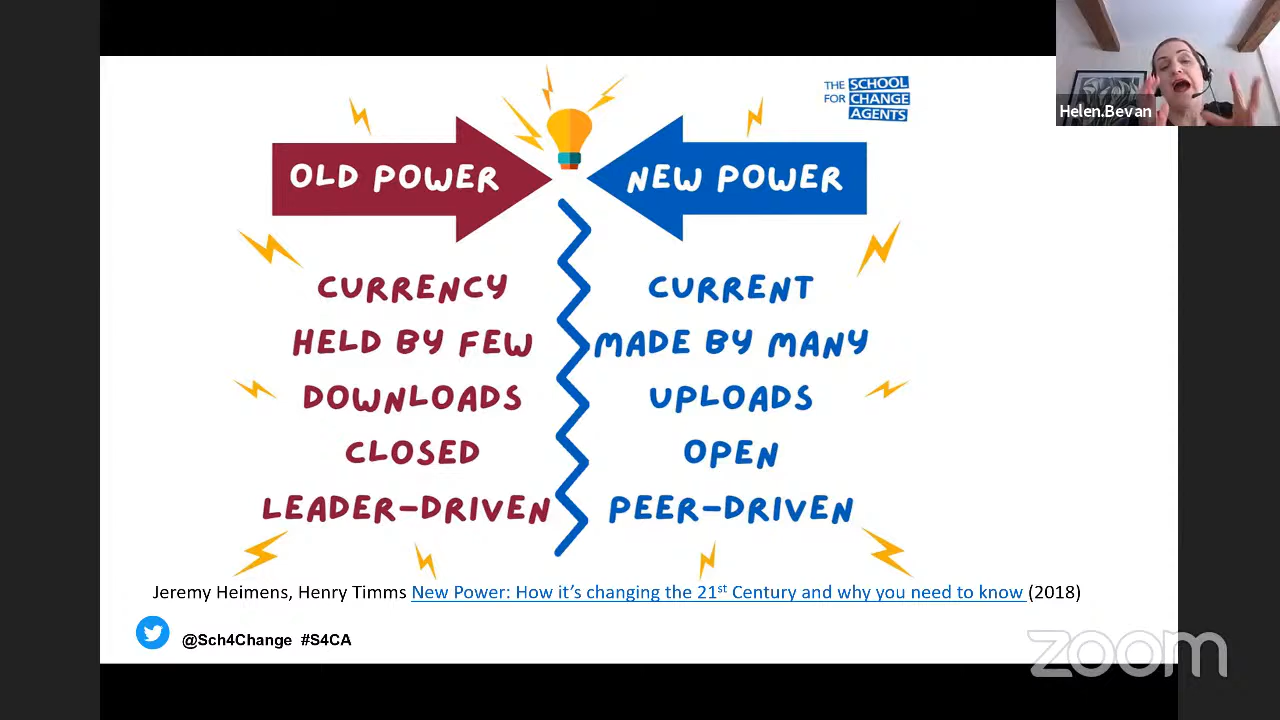 THE SCHOOL
FOR CHANGE
AGENTS
Helen.Bevan
OLD POWER
NEW POWER
CURRENCY
CURRENT
HELD BY FEW
MADE BY MANY
DOWNLOADS
UPLOADS
CLOSED
OPEN
LEADER-DRIVEN
PEER-DRIVEN
Jeremy Heimens, Henry Timms New Power: How it's changing the 21st Century and why you need to know (2018)
@Sch4Change #S4CA
zoom